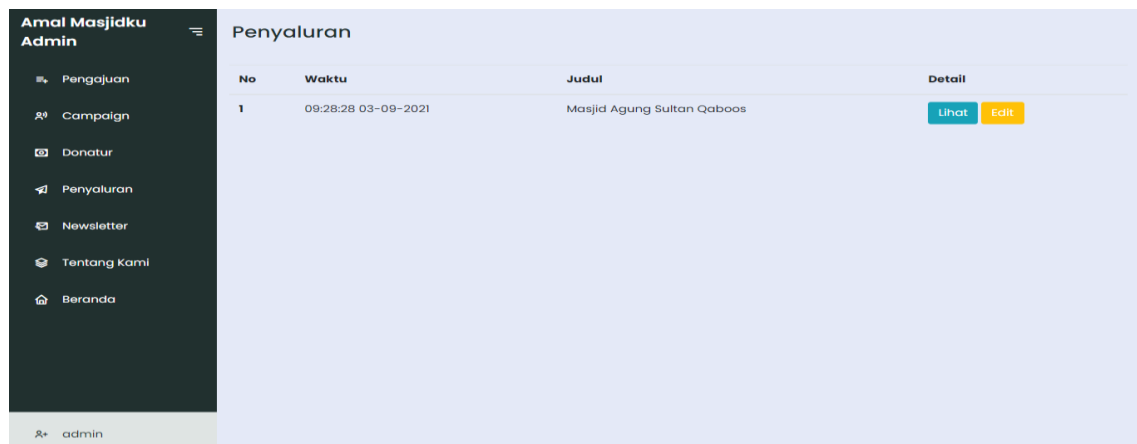 Amal Masjidku
Admin
Pengajuan
Campaign
Donatur
Penyaluran
Newsletter
Tentang Kami
Beranda
admin
Penyaluran
No Waktu Judul Detail
1 09:28:28 03-09-2021 Masjid Agung Sultan Qaboos Lihat Edit